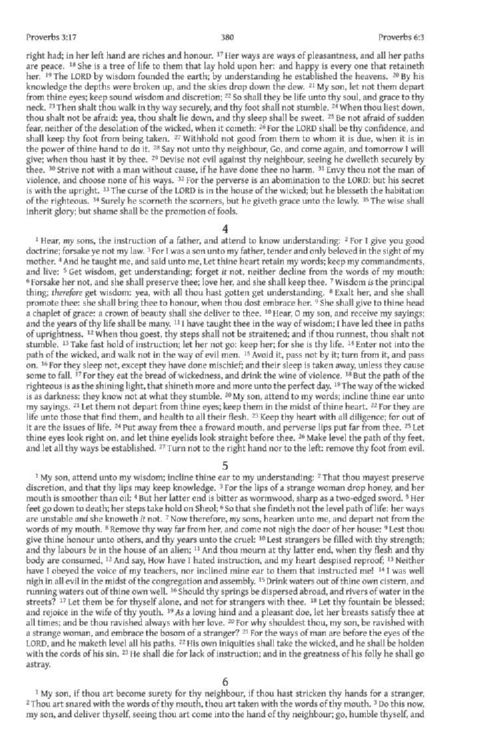 Proverbs 3:17 380 Proverbs 6:3
right had; in her left hand are riches and honour. 17 Her ways are ways of pleasantness, and all her paths
are peace. 18 She is a tree of life to them that lay hold upon her: and happy is every one that retaineth
her. 19 The LORD by wisdom founded the earth; by understanding he established the heavens. 20 By his
knowledge the depths were broken up, and the skies drop down the dew. 21 My son, let not them depart
from thine eyes; keep sound wisdom and discretion; 22 So shall they be life unto thy soul, and grace to thy
neck. 23 Then shalt thou walk in thy way securely, and thy foot shall not stumble. 24 When thou liest down,
thou shalt not be afraid: yea, thou shalt lie down, and thy sleep shall be sweet. 25 Be not afraid of sudden
fear, neither of the desolation of the wicked, when it cometh: 26 For the LORD shall be thy confidence, and
shall keep thy foot from being taken. 27 Withhold not good from them to whom it is due, when it is in
the power of thine hand to do it. 28 Say not unto thy neighbour, Go, and come again, and tomorrow I will
give; when thou hast it by thee. 29 Devise not evil against thy neighbour, seeing he dwelleth securely by
thee. 30 Strive not with a man without cause, if he have done thee no harm. 31 Envy thou not the man of
violence, and choose none of his ways. 32 For the perverse is an abomination to the LORD: but his secret
is with the upright. 33 The curse of the LORD is in the house of the wicked; but he blesseth the habitation
of the righteous. 34 Surely he scorneth the scorners, but he giveth grace unto the lowly. 35 The wise shall
inherit glory; but shame shall be the promotion of fools.
4
1 Hear, my sons, the instruction of a father, and attend to know understanding: 2 For I give you good
doctrine; forsake ye not my law. 3 For I was a son unto my father, tender and only beloved in the sight of my
mother. 4 And he taught me, and said unto me, Let thine heart retain my words; keep my commandments,
and live: 5 Get wisdom, get understanding; forget it not, neither decline from the words of my mouth:
6 Forsake her not, and she shall preserve thee; love her, and she shall keep thee. 7 Wisdom is the principal
thing; therefore get wisdom: yea, with all thou hast gotten get understanding. 8 Exalt her, and she shall
promote thee: she shall bring thee to honour, when thou dost embrace her. 9 She shall give to thine head
a chaplet of grace: a crown of beauty shall she deliver to thee. 10 Hear, O my son, and receive my sayings;
and the years of thy life shall be many. 11 I have taught thee in the way of wisdom; I have led thee in paths
of uprightness. 12 When thou goest, thy steps shall not be straitened; and if thou runnest, thou shalt not
stumble. 13 Take fast hold of instruction; let her not go: keep her; for she is thy life. 14 Enter not into the
path of the wicked, and walk not in the way of evil men. 15 Avoid it, pass not by it; turn from it, and pass
on. 16 For they sleep not, except they have done mischief; and their sleep is taken away, unless they cause
some to fall. 17 For they eat the bread of wickedness, and drink the wine of violence. 18 But the path of the
righteous is as the shining light, that shineth more and more unto the perfect day. 19 The way of the wicked
is as darkness: they know not at what they stumble. 20 My son, attend to my words; incline thine ear unto
my sayings. 21 Let them not depart from thine eyes; keep them in the midst of thine heart. 22 For they are
life unto those that find them, and health to all their flesh. 23 Keep thy heart with all diligence; for out of
it are the issues of life. 24 Put away from thee a froward mouth, and perverse lips put far from thee. 25 Let
thine eyes look right on, and let thine eyelids look straight before thee. 26 Make level the path of thy feet,
and let all thy ways be established. 27 Turn not to the right hand nor to the left: remove thy foot from evil.
5
1 My son, attend unto my wisdom; incline thine ear to my understanding: 2 That thou mayest preserve
discretion, and that thy lips may keep knowledge. 3 For the lips of a strange woman drop honey, and her
mouth is smoother than oil: 4 But her latter end is bitter as wormwood, sharp as a two-edged sword. 5 Her
feet go down to death; her steps take hold on Sheol; 6 So that she findeth not the level path of life: her ways
are unstable and she knoweth it not. 7 Now therefore, my sons, hearken unto me, and depart not from the
words of my mouth. 8 Remove thy way far from her, and come not nigh the door of her house: 9 Lest thou
give thine honour unto others, and thy years unto the cruel: 10 Lest strangers be filled with thy strength;
and thy labours be in the house of an alien; 11 And thou mourn at thy latter end, when thy flesh and thy
body are consumed, 12 And say, How have I hated instruction, and my heart despised reproof; 13 Neither
have I obeyed the voice of my teachers, nor inclined mine ear to them that instructed me! 14 I was well
nigh in all evil in the midst of the congregation and assembly. 15 Drink waters out of thine own cistern, and
running waters out of thine own well. 16 Should thy springs be dispersed abroad, and rivers of water in the
streets? 17 Let them be for thyself alone, and not for strangers with thee. 18 Let thy fountain be blessed;
and rejoice in the wife of thy youth. 19 As a loving hind and a pleasant doe, let her breasts satisfy thee at
all times; and be thou ravished always with her love. 20 For why shouldest thou, my son, be ravished with
a strange woman, and embrace the bosom of a stranger? 21 For the ways of man are before the eyes of the
LORD, and he maketh level all his paths. 22 His own iniquities shall take the wicked, and he shall be holden
with the cords of his sin. 23 He shall die for lack of instruction; and in the greatness of his folly he shall go
astray.
6
1 My son, if thou art become surety for thy neighbour, if thou hast stricken thy hands for a stranger,
2 Thou art snared with the words of thy mouth, thou art taken with the words of thy mouth. 3 Do this now,
my son, and deliver thyself, seeing thou art come into the hand of thy neighbour; go, humble thyself, and